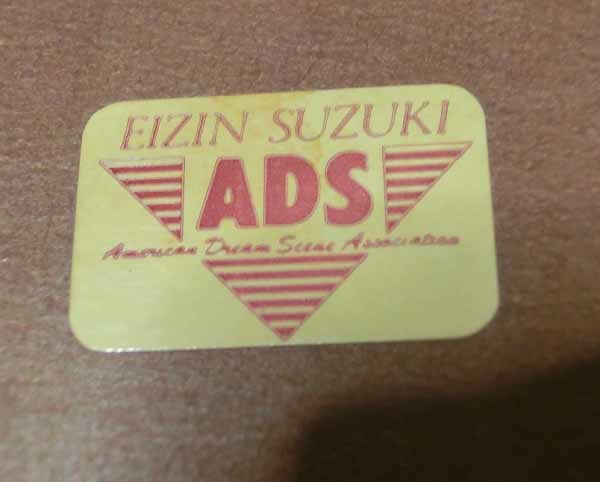 EIZIN SUZUKI
ADS
American Dream Scene Association